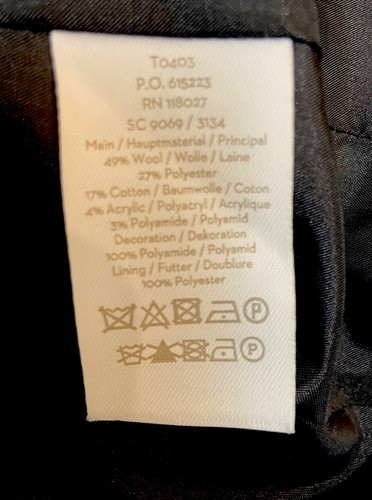 T0403
P.O. 615223
RN 118027
SC 9069 / 3134
Main / Hauptmaterial / Principal
49% Wool / Wolle / Laine
27% Polyester
17% Cotton / Baumwolle / Coton
4% Acrylic / Polyacryl / Acrylique
3% Polyamide / Polyamid
Decoration / Dekoration
100% Polyamide / Polyamid
Lining / Futter / Doublure
100% Polyester
P
P